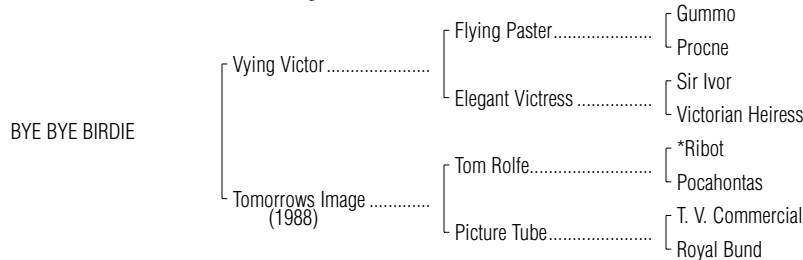 Gummo
Flying Paster......................
Procne
Vying Victor ......................
Sir Ivor
Elegant Victress ................
Victorian Heiress
BYE BYE BIRDIE
*Ribot
Tom Rolfe...........................
Pocahontas
Tomorrows Image .............
(1988)
T. V. Commercial
Picture Tube.......................
Royal Bund